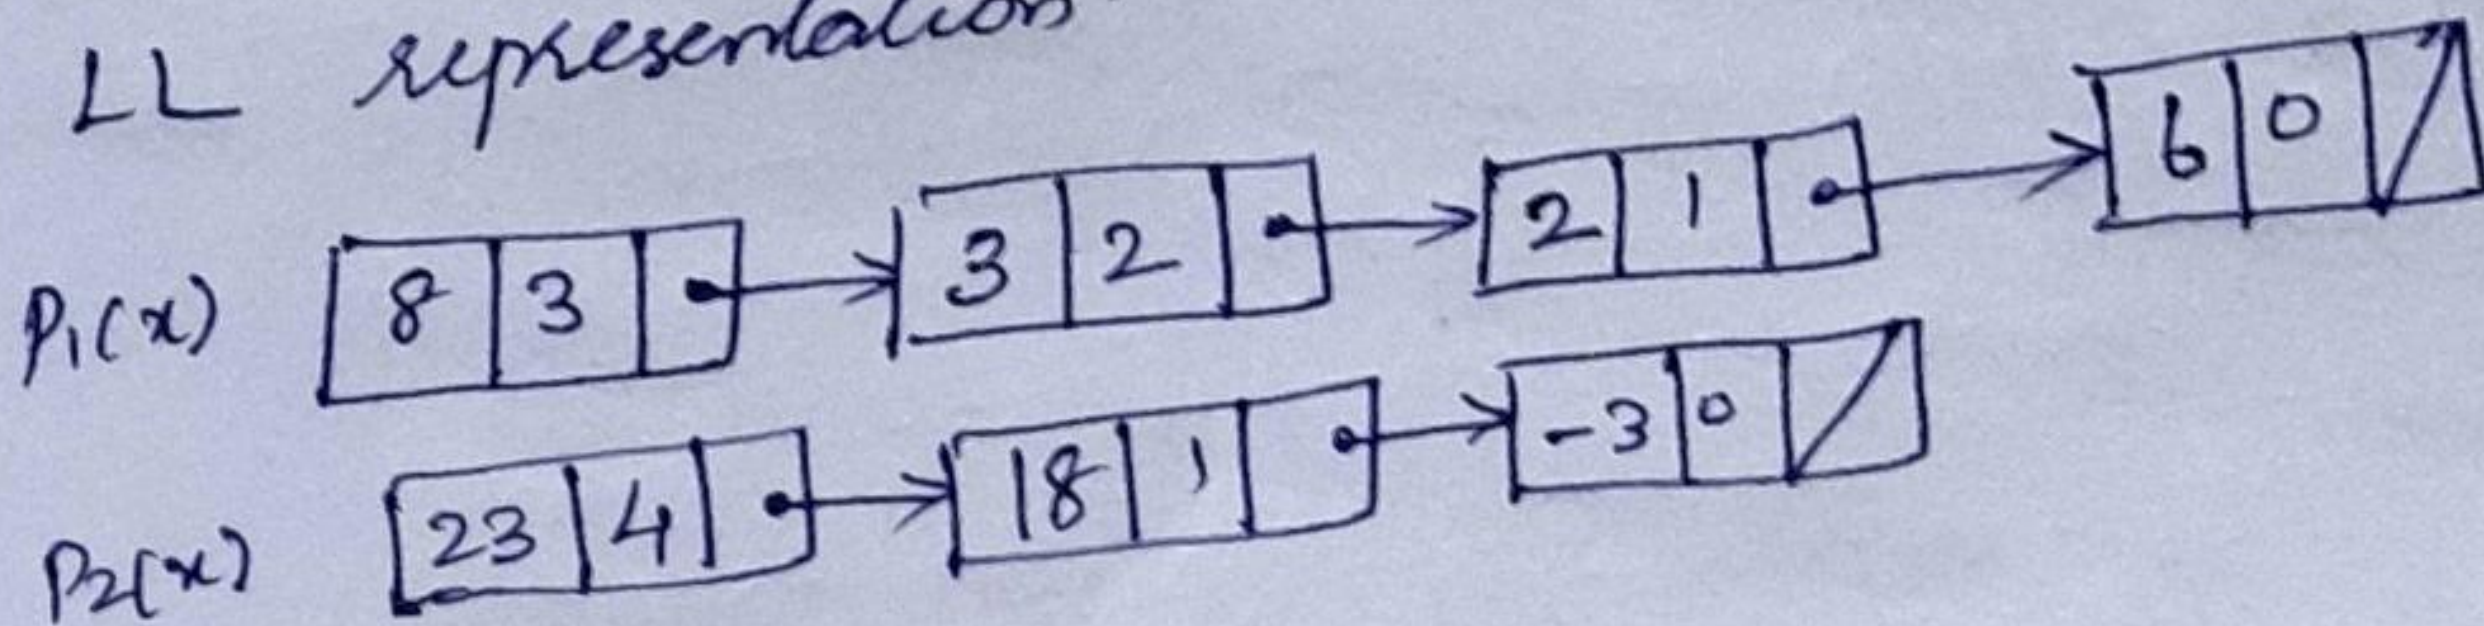 LL representation
P₁(x) 8 3 3 2 2 1 6 0
P₂(x) 23 4 18 1 -3 0